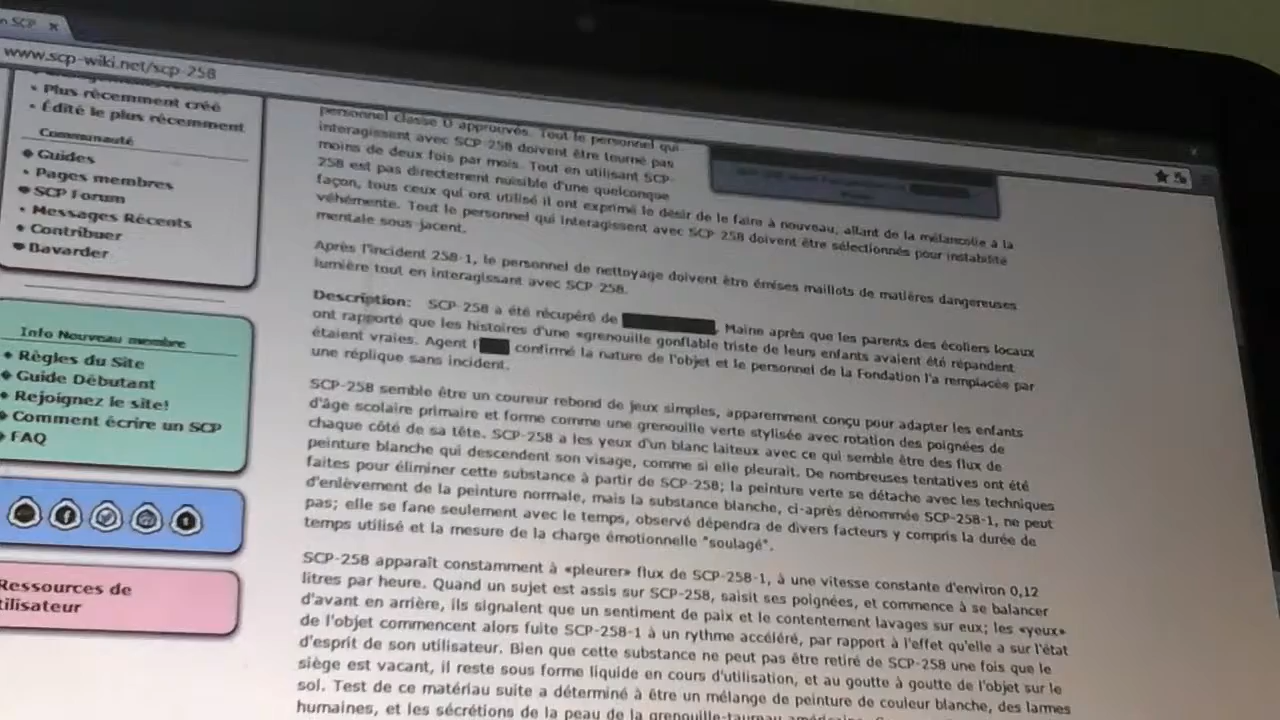 n SCP x
www.scp-wiki.net/scp-258
Plus récemment créé
Édité le plus récemment
Communauté
Guides
Pages membres
SCP Forum
Messages Récents
Contribuer
Bavarder
Info Nouveau membre
Règles du Site
Guide Débutant
Rejoignez le site!
Comment écrire un SCP
FAQ
Ressources de
tilisateur
personnel classe D approuvés. Tout le personnel qui
interagissent avec SCP 258 doivent être tourné pas
moins de deux fois par mois. Tout en utilisant SCP-
258 est pas directement nuisible d'une quelconque
façon, tous ceux qui ont utilisé il ont exprimé le désir de le faire à nouveau, allant de la mélancolie à la
véhémente. Tout le personnel qui interagissent avec SCP 258 doivent être sélectionnés pour instabilité
mentale sous-jacent.
Après l'incident 258-1, le personnel de nettoyage doivent être émises maillots de matières dangereuses
lumière tout en interagissant avec SCP-258.
Description: SCP-258 a été récupéré de , Maine après que les parents des écoliers locaux
ont rapporté que les histoires d'une «grenouille gonflable triste de leurs enfants avaient été répandent
étaient vraies. Agent f confirmé la nature de l'objet et le personnel de la Fondation l'a remplacée par
une réplique sans incident.
SCP-258 semble être un coureur rebond de jeux simples, apparemment conçu pour adapter les enfants
d'âge scolaire primaire et forme comme une grenouille verte stylisée avec rotation des poignées de
chaque côté de sa tête. SCP-258 a les yeux d'un blanc laiteux avec ce qui semble être des flux de
peinture blanche qui descendent son visage, comme si elle pleurait. De nombreuses tentatives ont été
faites pour éliminer cette substance à partir de SCP-258; la peinture verte se détache avec les techniques
d'enlèvement de la peinture normale, mais la substance blanche, ci-après dénommée SCP-258-1, ne peut
pas; elle se fane seulement avec le temps, observé dépendra de divers facteurs y compris la durée de
temps utilisé et la mesure de la charge émotionnelle "soulagé".
SCP-258 apparaît constamment à «pleurer» flux de SCP-258-1, à une vitesse constante d'environ 0,12
litres par heure. Quand un sujet est assis sur SCP-258, saisit ses poignées, et commence à se balancer
d'avant en arrière, ils signalent que un sentiment de paix et le contentement lavages sur eux; les «yeux»
de l'objet commencent alors fuite SCP-258-1 à un rythme accéléré, par rapport à l'effet qu'elle a sur l'état
d'esprit de son utilisateur. Bien que cette substance ne peut pas être retiré de SCP-258 une fois que le
siège est vacant, il reste sous forme liquide en cours d'utilisation, et au goutte à goutte de l'objet sur le
sol. Test de ce matériau suite a déterminé à être un mélange de peinture de couleur blanche, des larmes
humaines, et les sécrétions de la peau de la grenouille-taureau